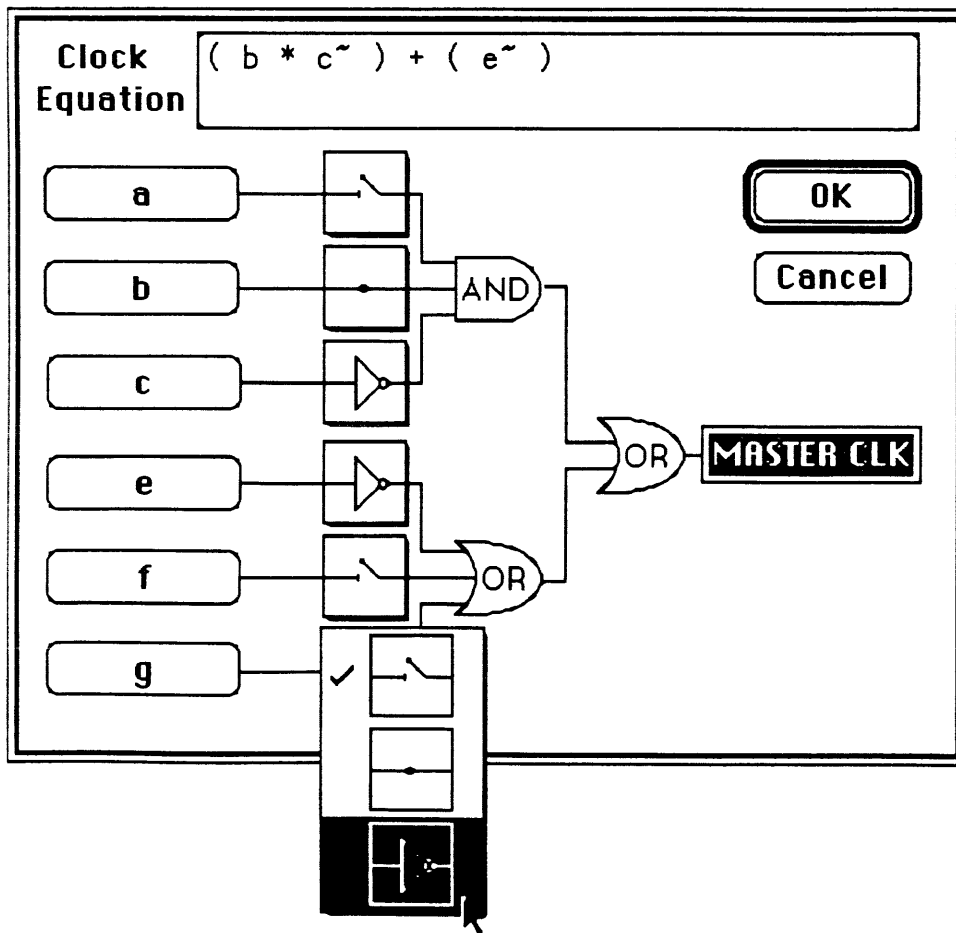 Clock
Equation
( b * c~ ) + ( e~ )
a
OK
b
AND
Cancel
c
OR
MASTER CLK
e
f
OR
g